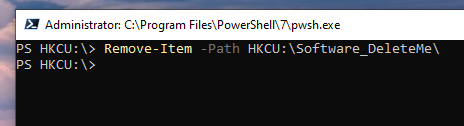 Administrator: C:\Program Files\PowerShell\7\pwsh.exe
PS HKCU:\> Remove-Item -Path HKCU:\Software_DeleteMe\
PS HKCU:\>